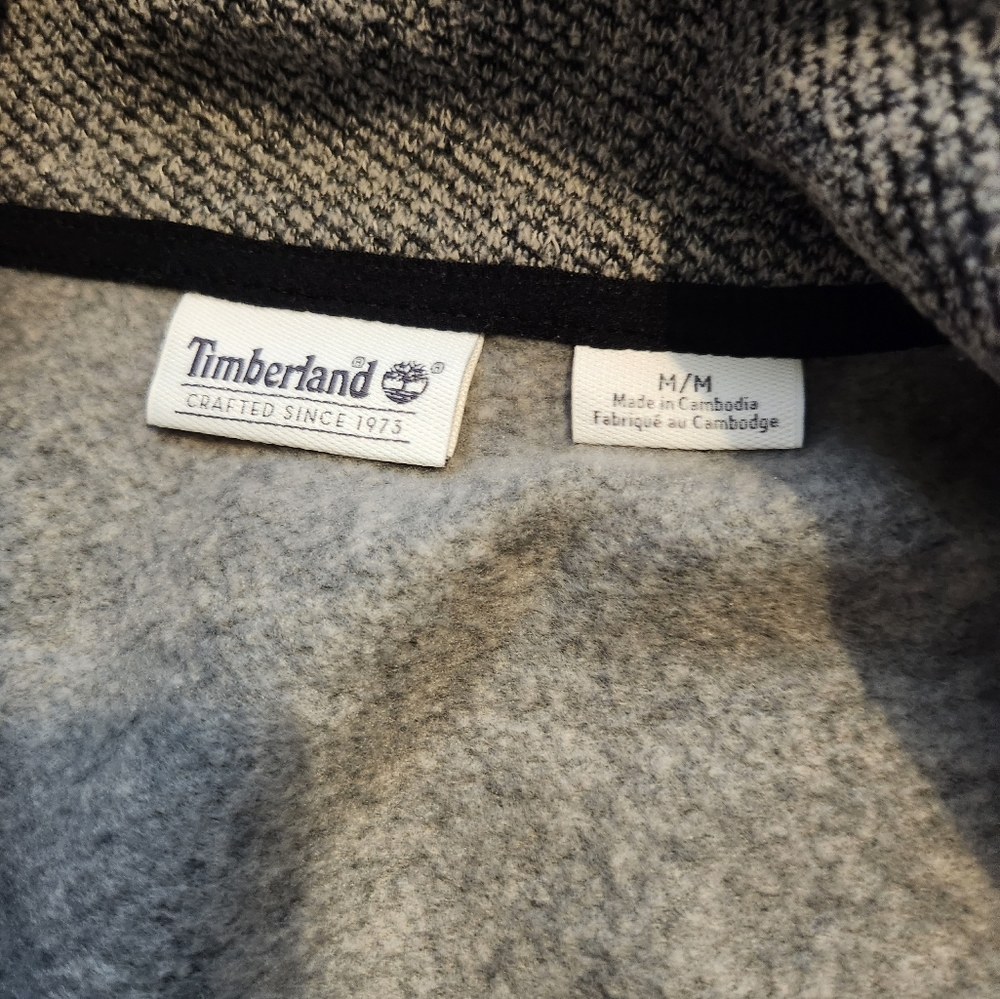 Timberland®
CRAFTED SINCE 1973
M/M
Made in Cambodia
Fabriqué au Cambodge